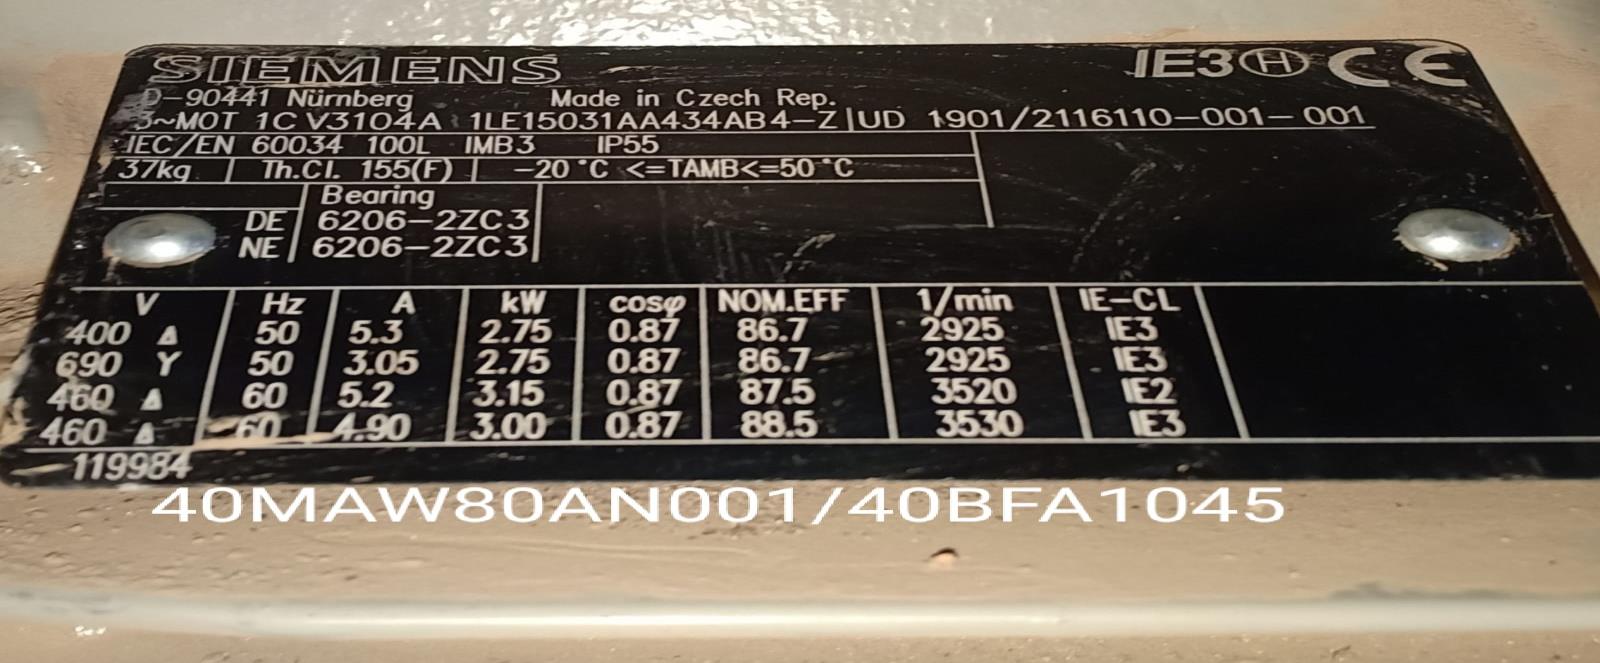 SIEMENS IE3 H CE
D-90441 Nürnberg Made in Czech Rep.
3~MOT 1CV3104A 1LE15031AA434AB4-Z UD 1901/2116110-001-001
IEC/EN 60034 100L IMB3 IP55
37kg Th.Cl. 155(F) -20°C <=TAMB<=50°C
Bearing
DE 6206-2ZC3
NE 6206-2ZC3
V Hz A kW cosφ NOM.EFF 1/min IE-CL
400 Δ 50 5.3 2.75 0.87 86.7 2925 IE3
690 Y 50 3.05 2.75 0.87 86.7 2925 IE3
460 Δ 60 5.2 3.15 0.87 87.5 3520 IE2
460 Δ 60 4.90 3.00 0.87 88.5 3530 IE3
119984
40MAW80AN001/40BFA1045